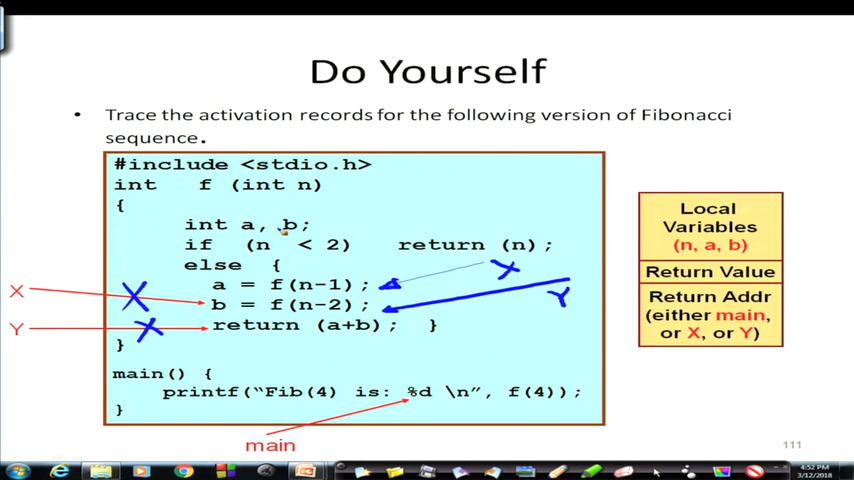 Do Yourself
• Trace the activation records for the following version of Fibonacci
sequence.
#include <stdio.h>
int f (int n)
{
int a, b;
if (n < 2) return (n);
else {
a = f(n-1);
X
X
b = f(n-2);
Y
Y
return (a+b); }
}
main() {
printf(“Fib(4) is: %d \n”, f(4));
}
main
Local
Variables
(n, a, b)
Return Value
Return Addr
(either main,
or X, or Y)
111
4:52 PM
3/12/2018